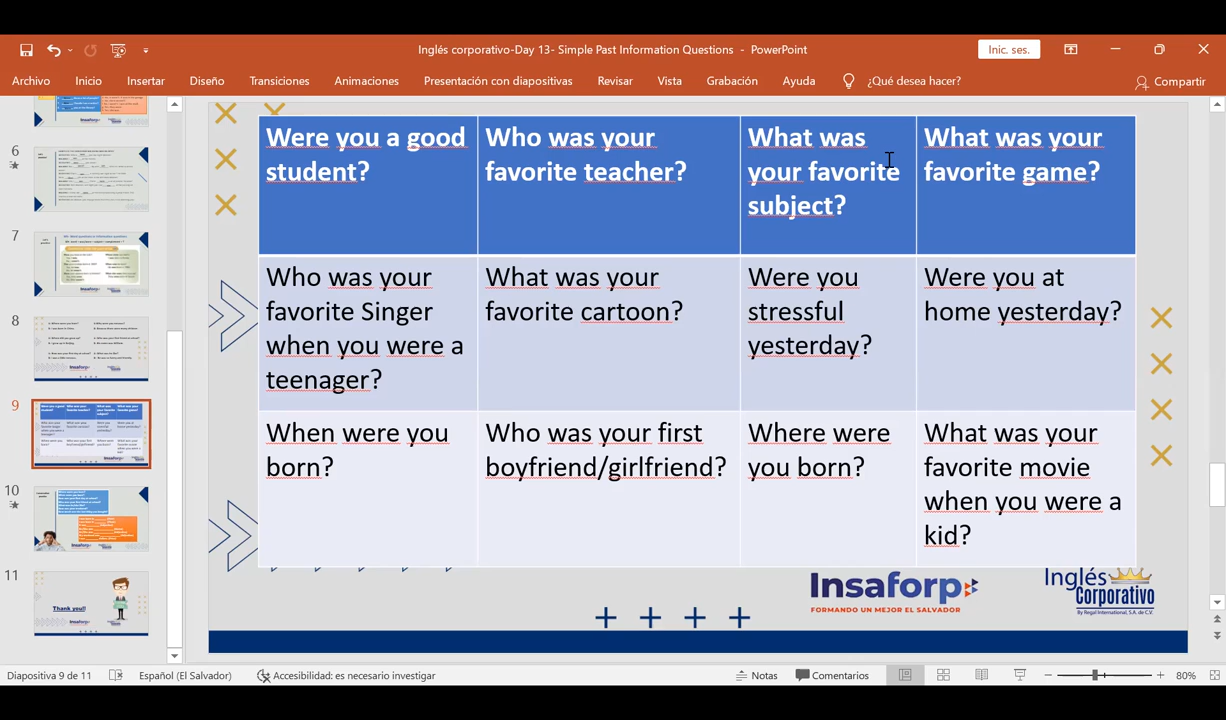 Inglés corporativo-Day 13- Simple Past Information Questions - PowerPoint
Inic. ses.
Archivo Inicio Insertar Diseño Transiciones Animaciones Presentación con diapositivas Revisar Vista Grabación Ayuda ¿Qué desea hacer? Compartir
Were you a good
student?
Who was your
favorite teacher?
What was
your favorite
subject?
What was your
favorite game?
Who was your
favorite Singer
when you were a
teenager?
What was your
favorite cartoon?
Were you
stressful
yesterday?
Were you at
home yesterday?
When were you
born?
Who was your first
boyfriend/girlfriend?
Where were
you born?
What was your
favorite movie
when you were a
kid?
Insaforp
FORMANDO UN MEJOR EL SALVADOR
Inglés
Corporativo
By Regal International, S.A. de C.V.
6
7
8
9
10
11
Thank you!!
Diapositiva 9 de 11 Español (El Salvador) Accesibilidad: es necesario investigar Notas Comentarios 80%